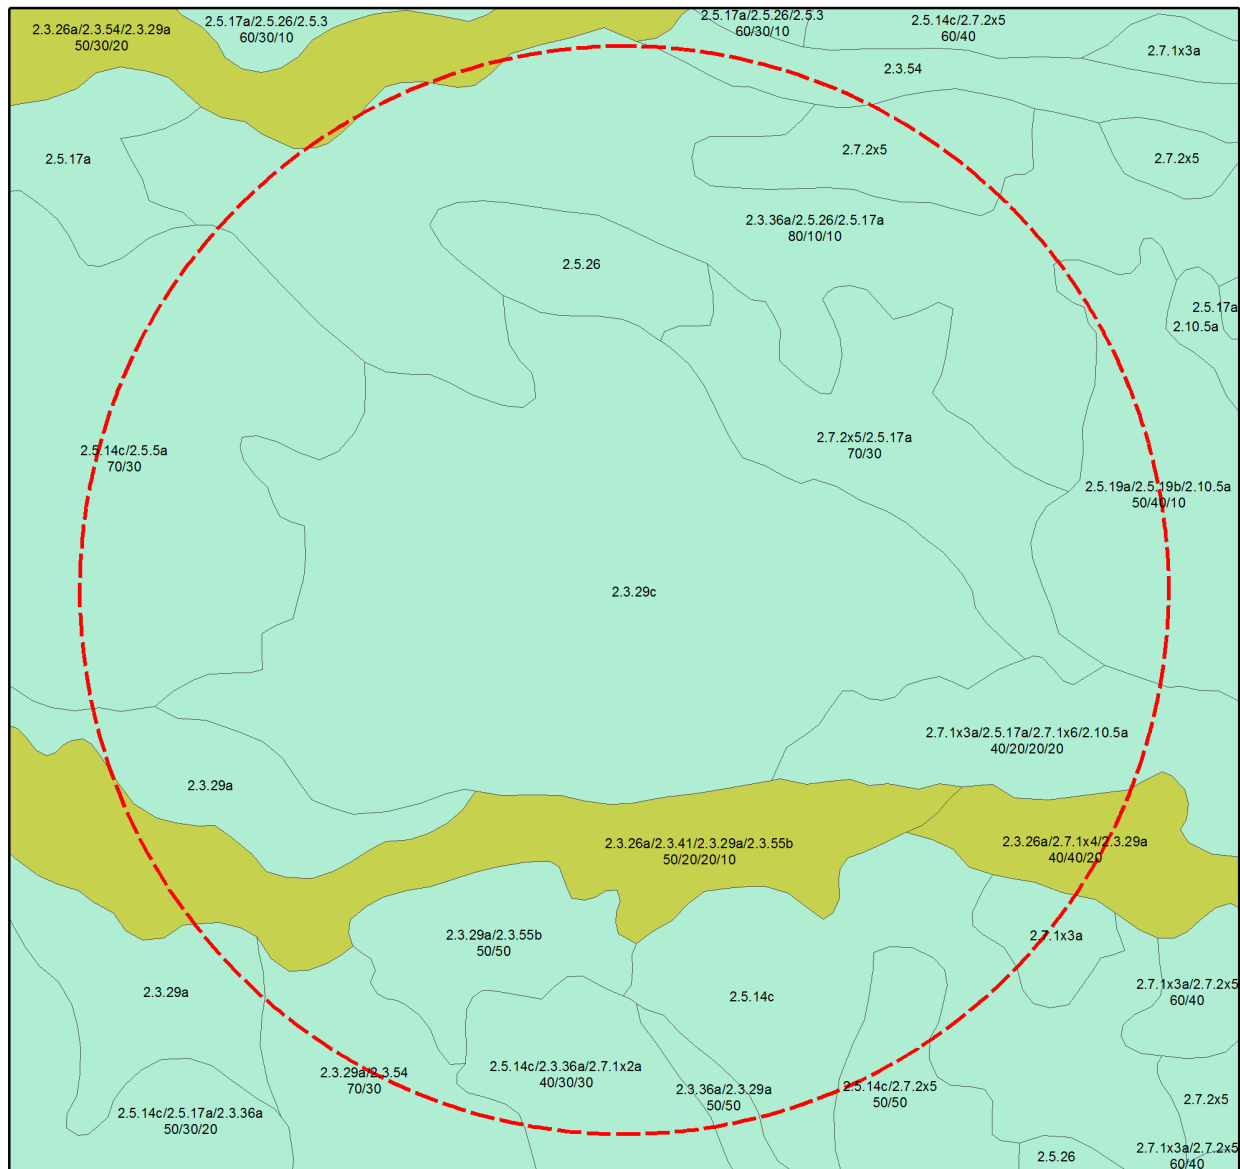 2.3.26a/2.3.54/2.3.29a
50/30/20
2.5.17a/2.5.26/2.5.3
60/30/10
2.5.17a/2.5.26/2.5.3
60/30/10
2.5.14c/2.7.2x5
60/40
2.7.1x3a
2.3.54
2.5.17a
2.7.2x5
2.7.2x5
2.3.36a/2.5.26/2.5.17a
80/10/10
2.5.26
2.5.17a
2.10.5a
2.5.14c/2.5.5a
70/30
2.7.2x5/2.5.17a
70/30
2.5.19a/2.5.19b/2.10.5a
50/40/10
2.3.29c
2.7.1x3a/2.5.17a/2.7.1x6/2.10.5a
40/20/20/20
2.3.29a
2.3.26a/2.3.41/2.3.29a/2.3.55b
50/20/20/10
2.3.26a/2.7.1x4/2.3.29a
40/40/20
2.3.29a/2.3.55b
50/50
2.7.1x3a
2.3.29a
2.5.14c
2.7.1x3a/2.7.2x5
60/40
2.3.29a/2.3.54
70/30
2.5.14c/2.3.36a/2.7.1x2a
40/30/30
2.3.36a/2.3.29a
50/50
2.5.14c/2.7.2x5
50/50
2.7.2x5
2.5.14c/2.5.17a/2.3.36a
50/30/20
2.5.26
2.7.1x3a/2.7.2x5
60/40